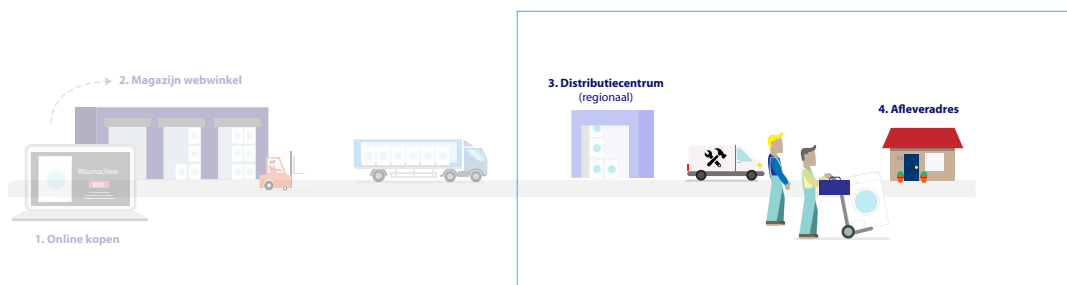 2. Magazijn webwinkel
Wasmachine
BUY
1. Online kopen
3. Distributiecentrum
(regionaal)
4. Afleveradres